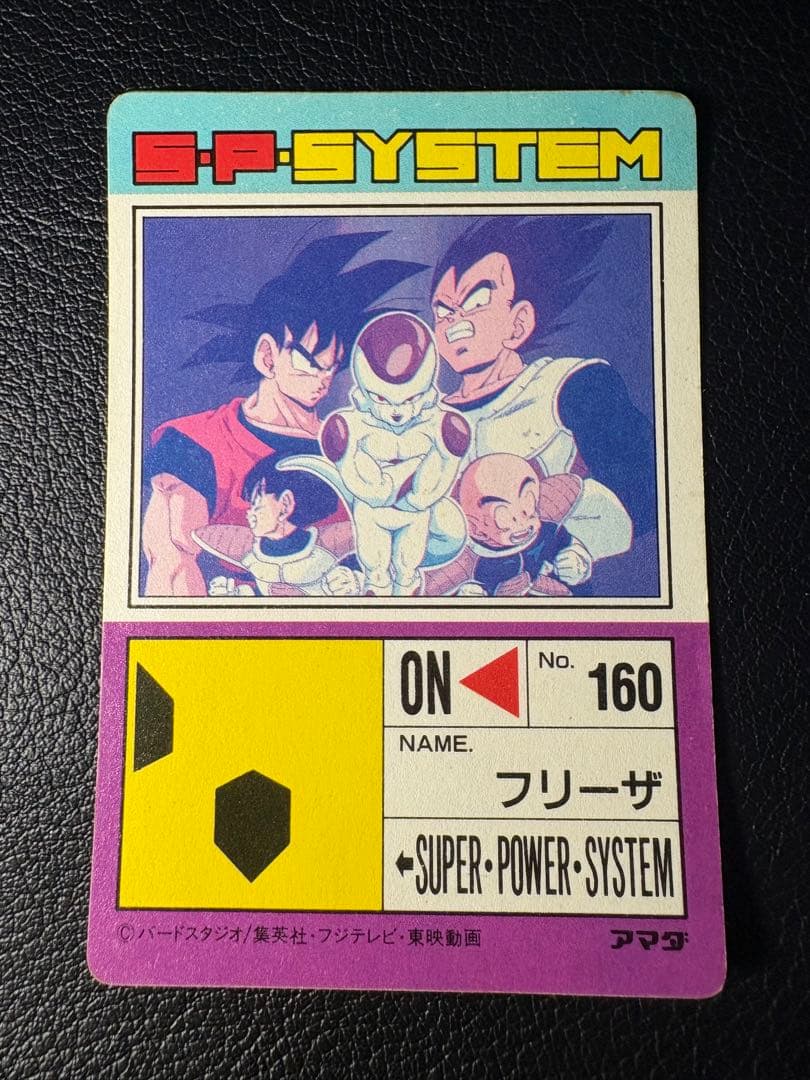 S·P·SYSTEM
ON
No. 160
NAME.
フリーザ
SUPER·POWER·SYSTEM
©バードスタジオ/集英社·フジテレビ·東映動画
アマダ